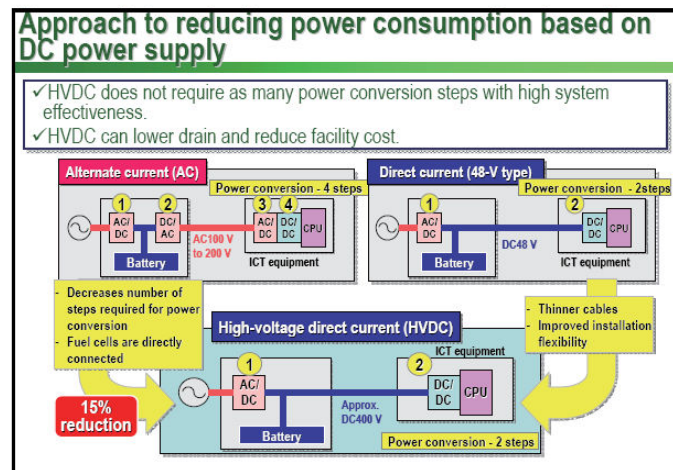 Approach to reducing power consumption based on
DC power supply
✓HVDC does not require as many power conversion steps with high system
effectiveness.
✓HVDC can lower drain and reduce facility cost.
Alternate current (AC)
Power conversion - 4 steps
1
2
3
4
AC/
DC
DC/
AC
AC/
DC
DC/
DC
CPU
Battery
AC100 V
to 200 V
ICT equipment
Direct current (48-V type)
Power conversion - 2steps
1
2
AC/
DC
DC/
DC
CPU
DC48 V
Battery
ICT equipment
- Decreases number of
steps required for power
conversion
- Fuel cells are directly
connected
- Thinner cables
- Improved installation
flexibility
High-voltage direct current (HVDC)
ICT equipment
1
2
AC/
DC
DC/
DC
CPU
Approx.
DC400 V
Battery
Power conversion - 2 steps
15%
reduction